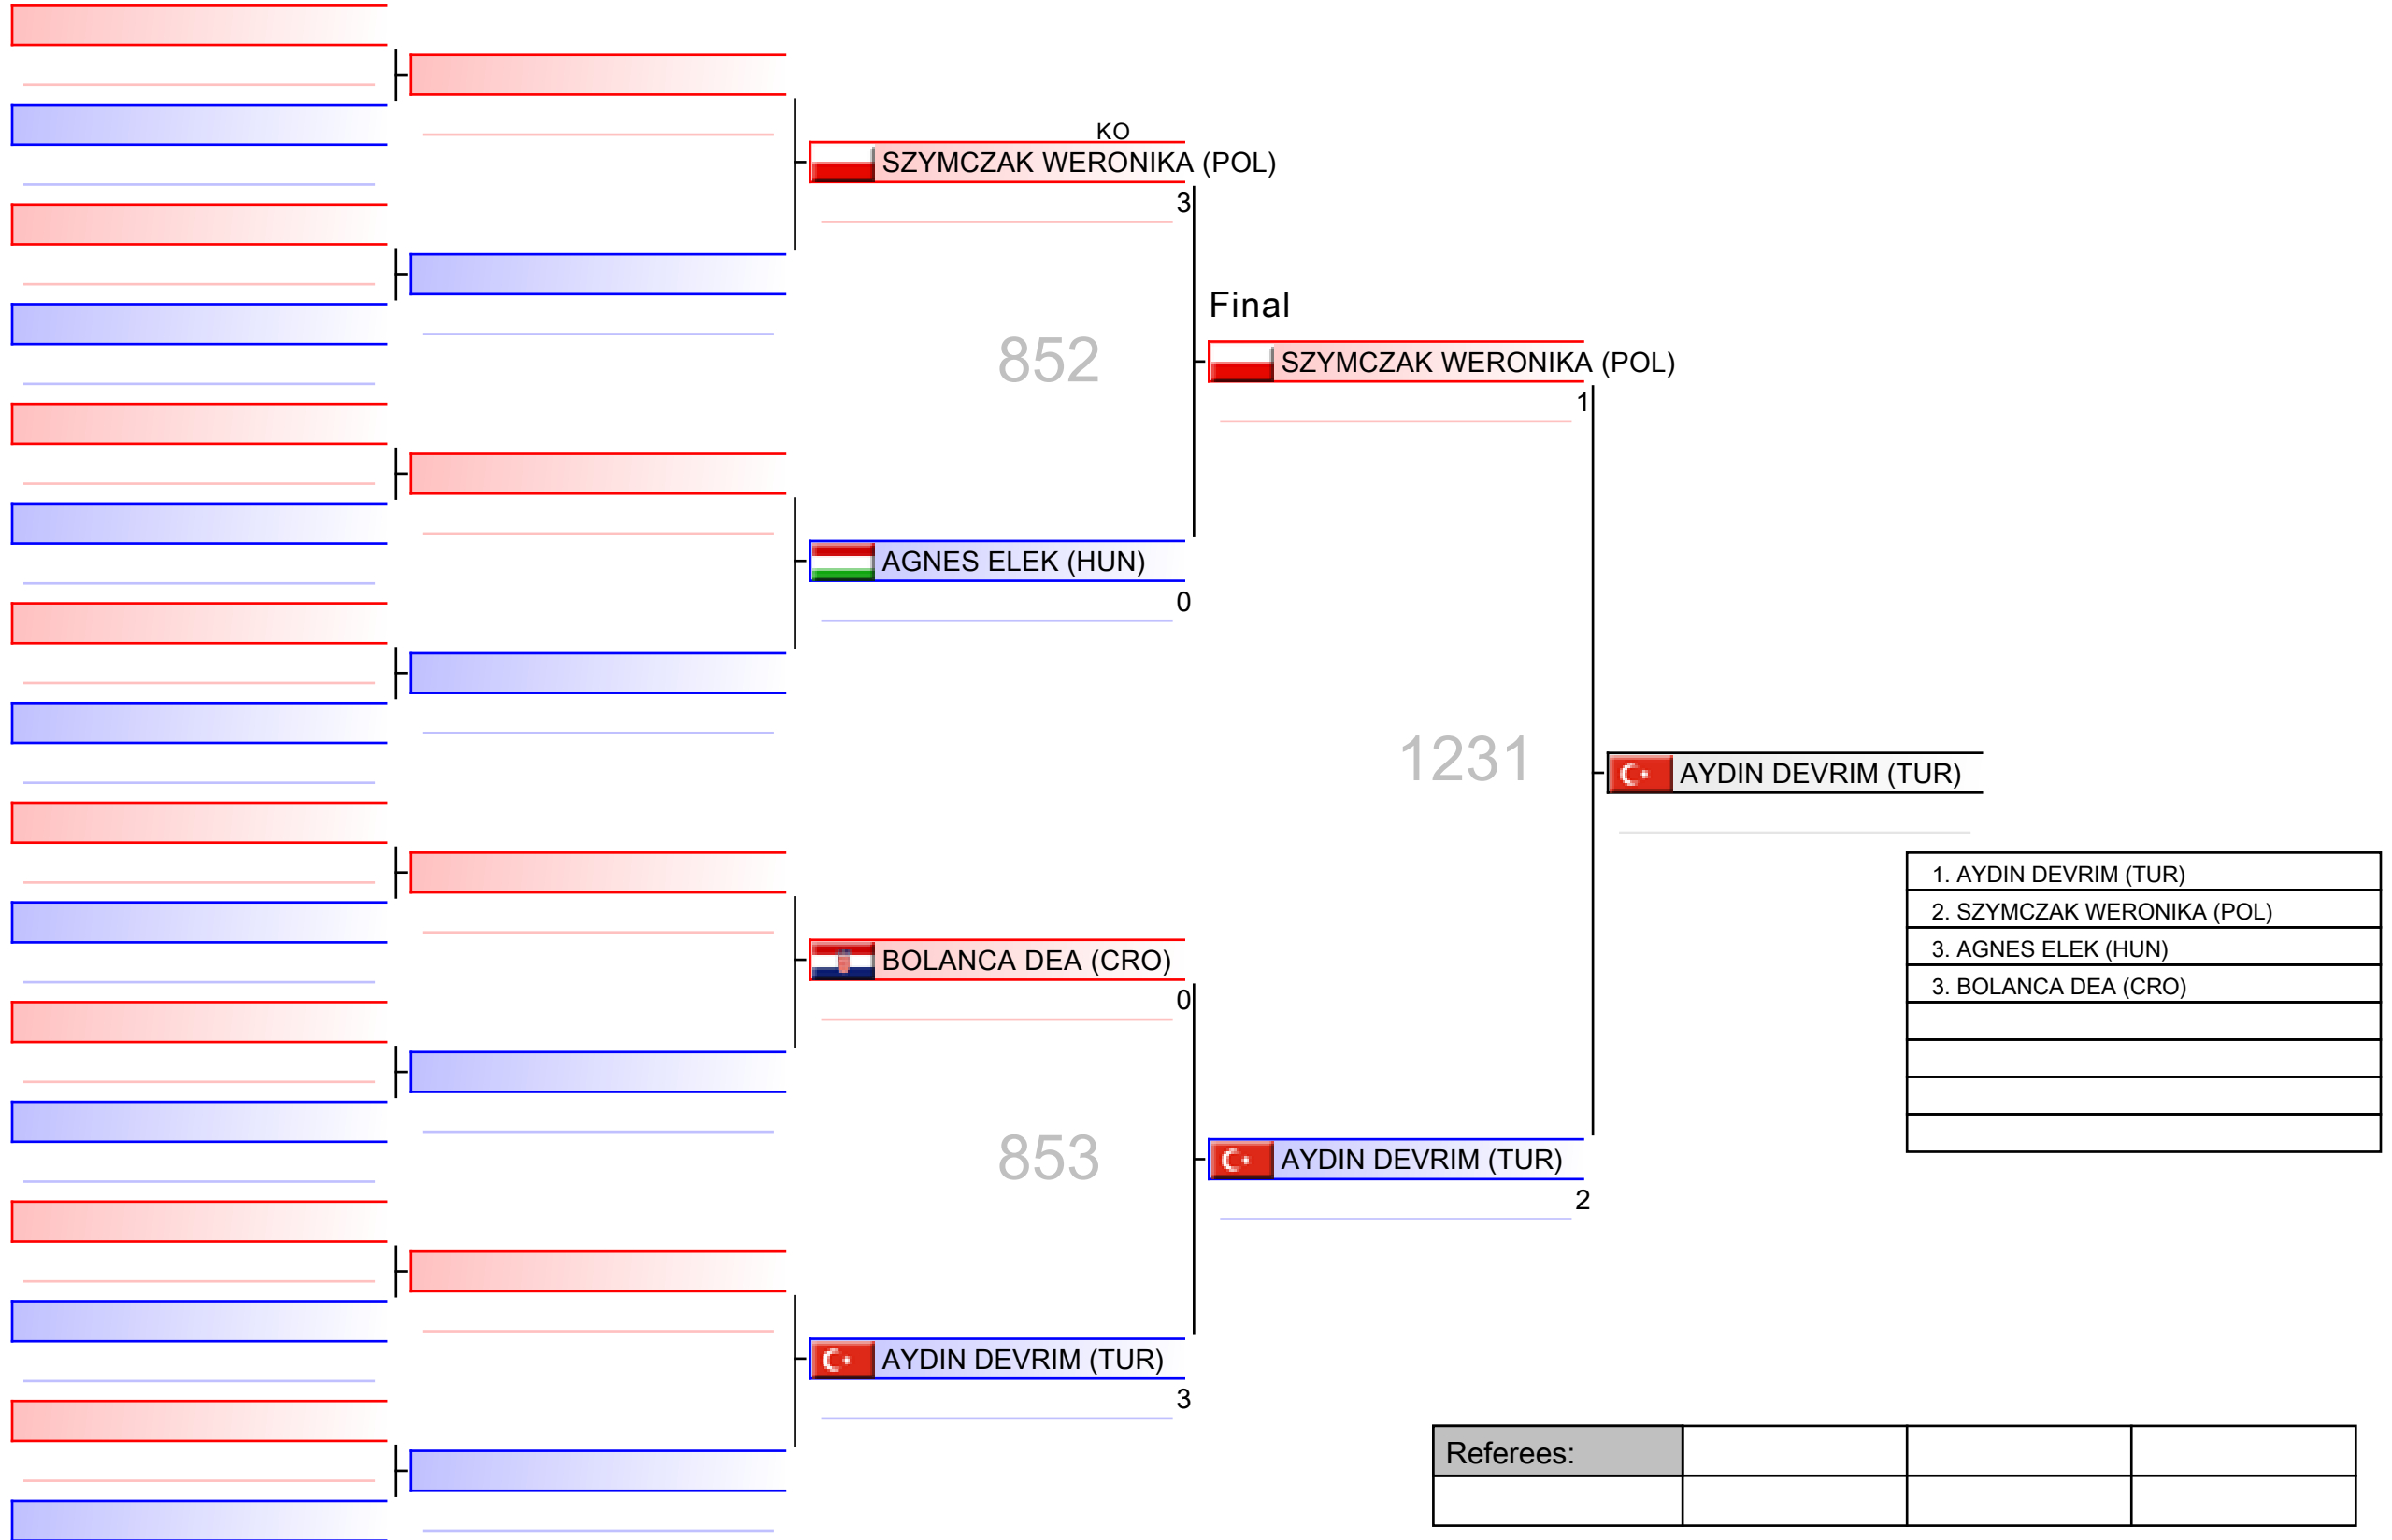 KO
SZYMCZAK WERONIKA (POL)
3
852
AGNES ELEK (HUN)
0
BOLANCA DEA (CRO)
0
853
AYDIN DEVRIM (TUR)
3
Final
SZYMCZAK WERONIKA (POL)
1
1231
AYDIN DEVRIM (TUR)
2
AYDIN DEVRIM (TUR)
1. AYDIN DEVRIM (TUR)
2. SZYMCZAK WERONIKA (POL)
3. AGNES ELEK (HUN)
3. BOLANCA DEA (CRO)
Referees: